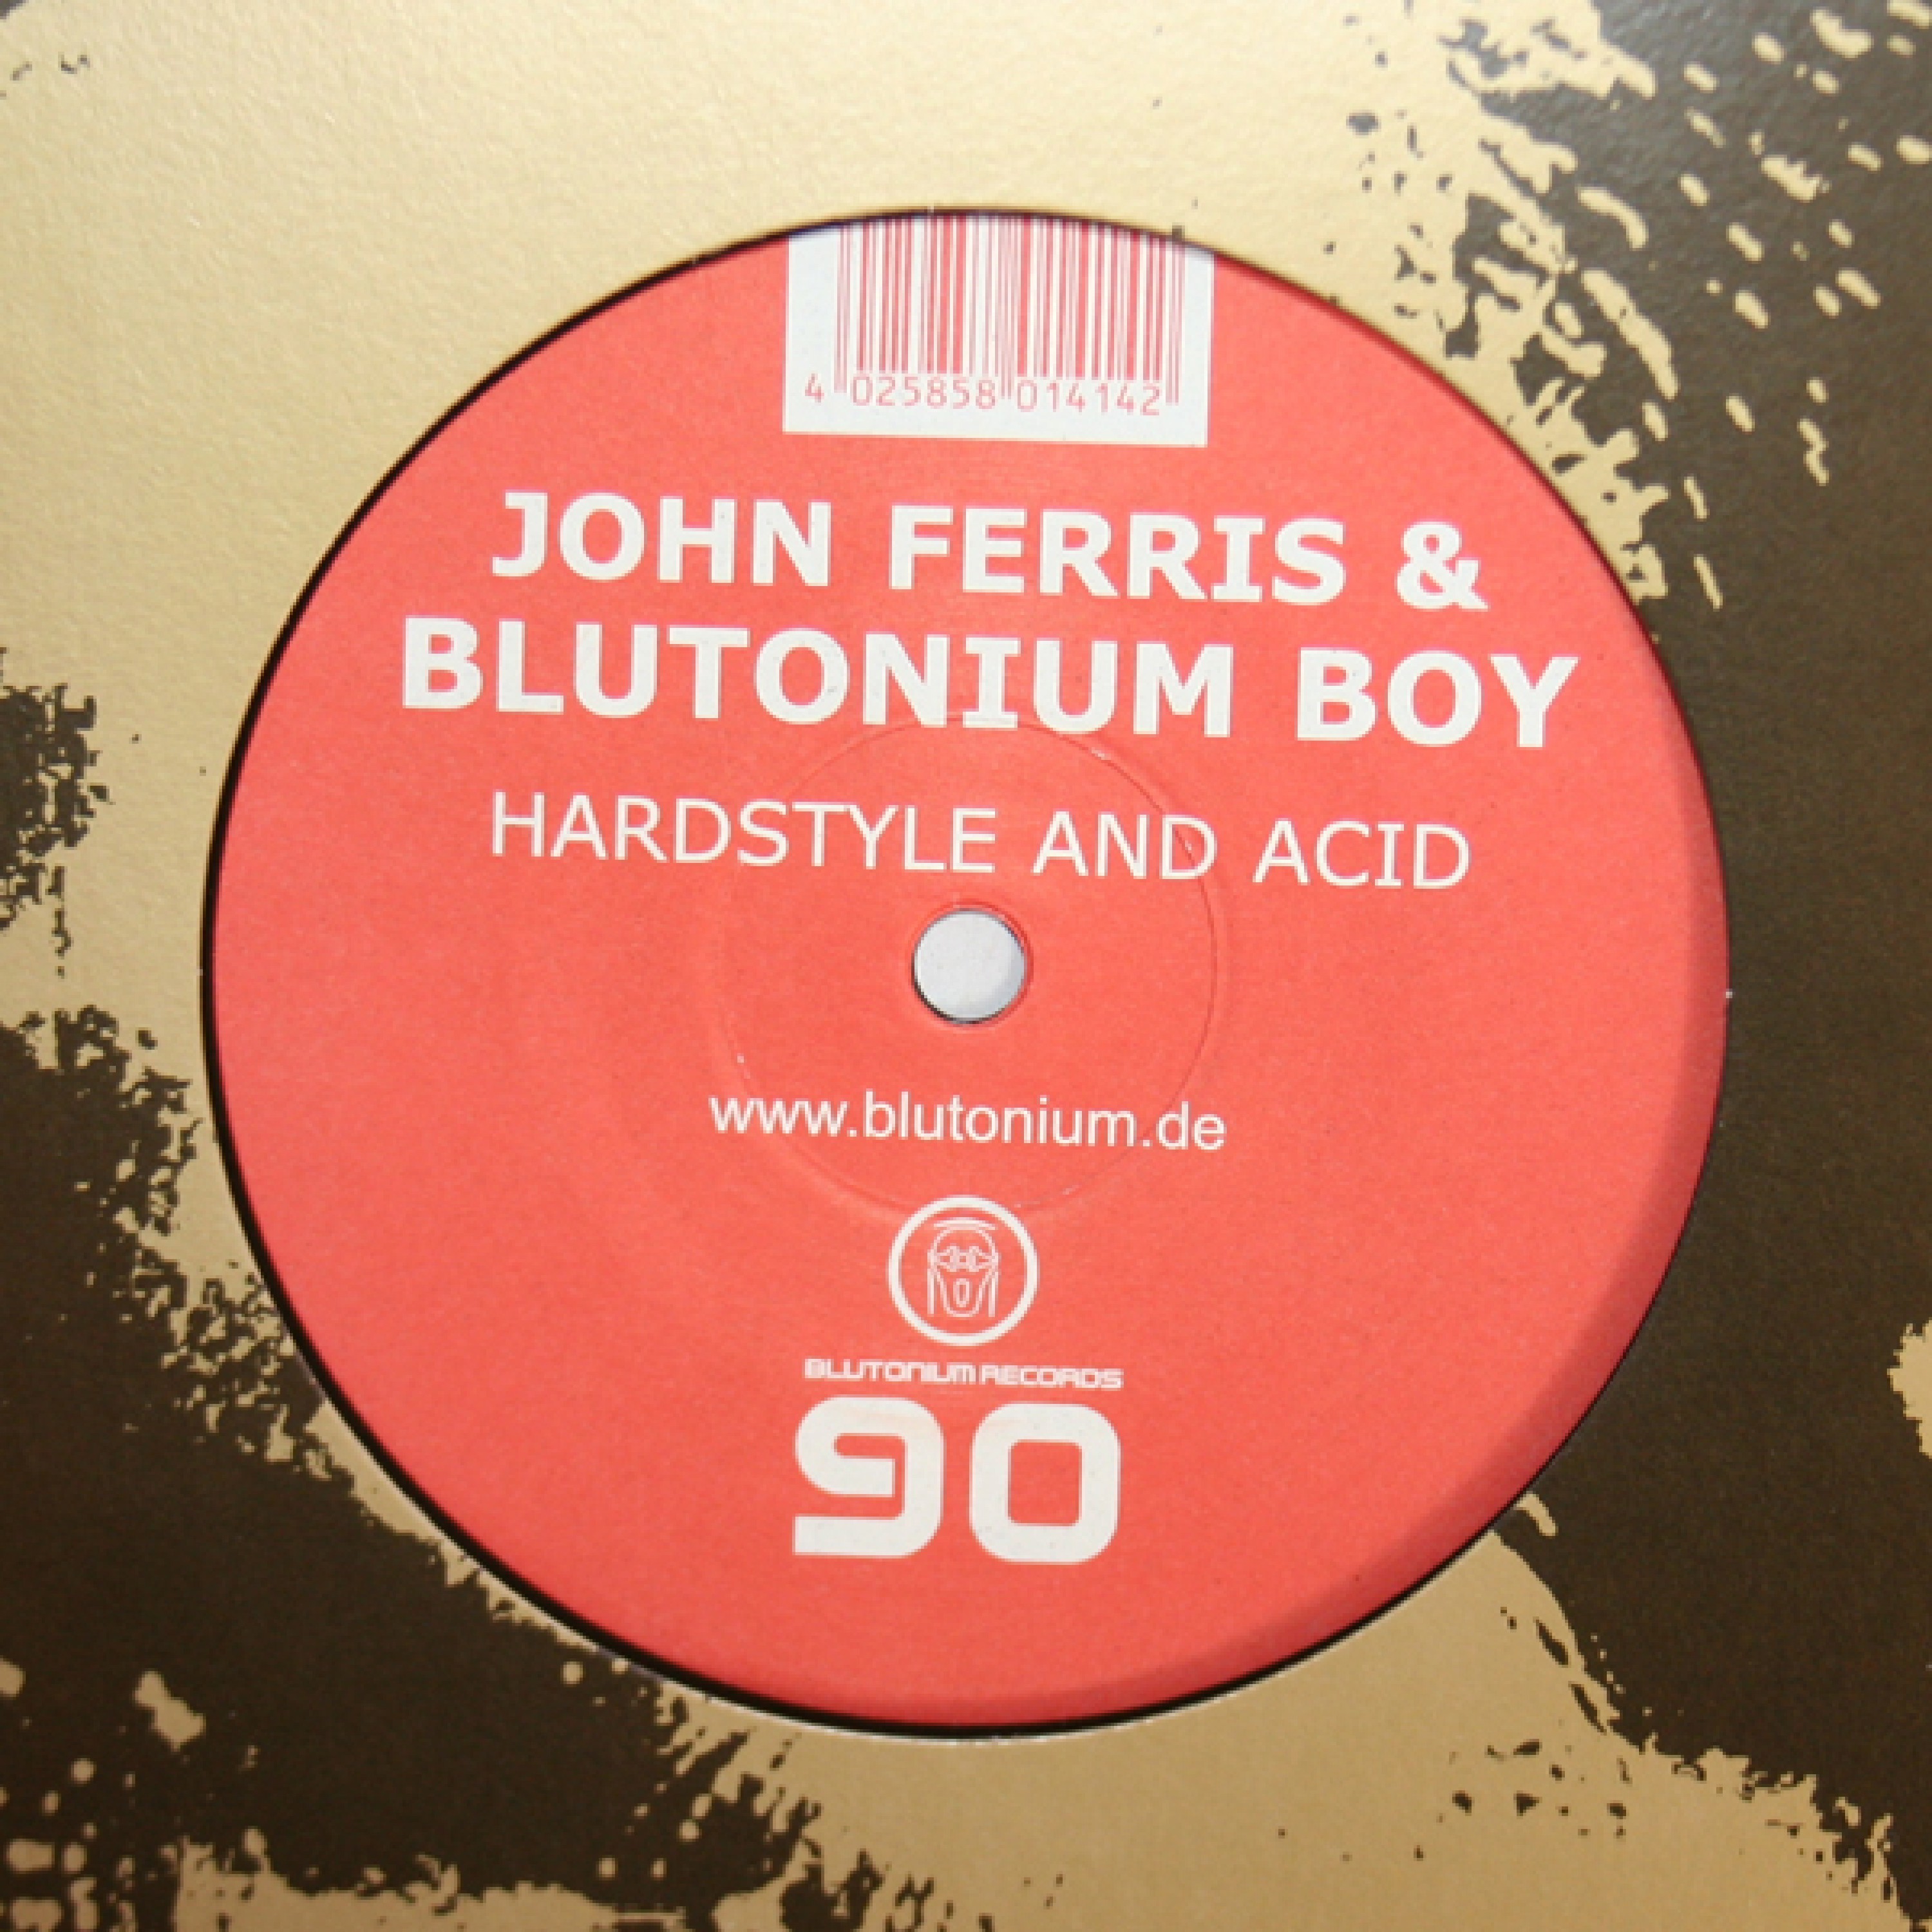 4 025858 014142
JOHN FERRIS &
BLUTONIUM BOY
HARDSTYLE AND ACID
www.blutonium.de
BLUTONIUM RECORDS
90